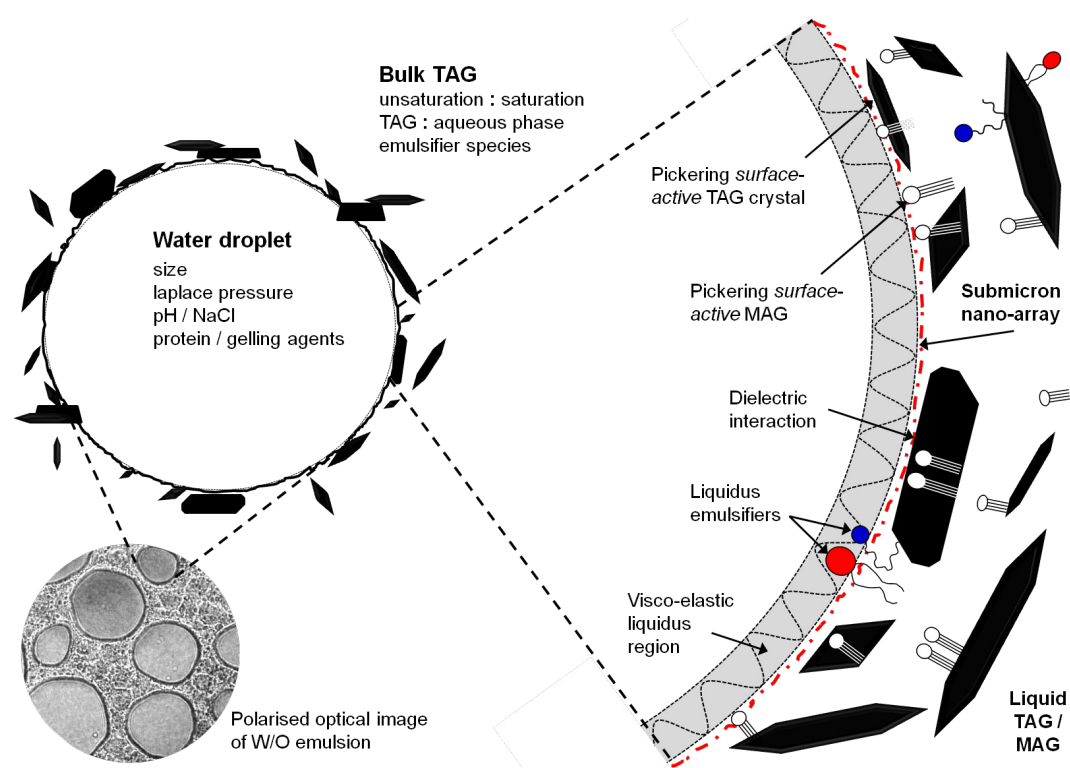 Bulk TAG
unsaturation : saturation
TAG : aqueous phase
emulsifier species
Water droplet
size
laplace pressure
pH / NaCl
protein / gelling agents
Pickering surface-
active TAG crystal
Pickering surface-
active MAG
Submicron
nano-array
Dielectric
interaction
Liquidus
emulsifiers
Visco-elastic
liquidus
region
Liquid
TAG /
MAG
Polarised optical image
of W/O emulsion